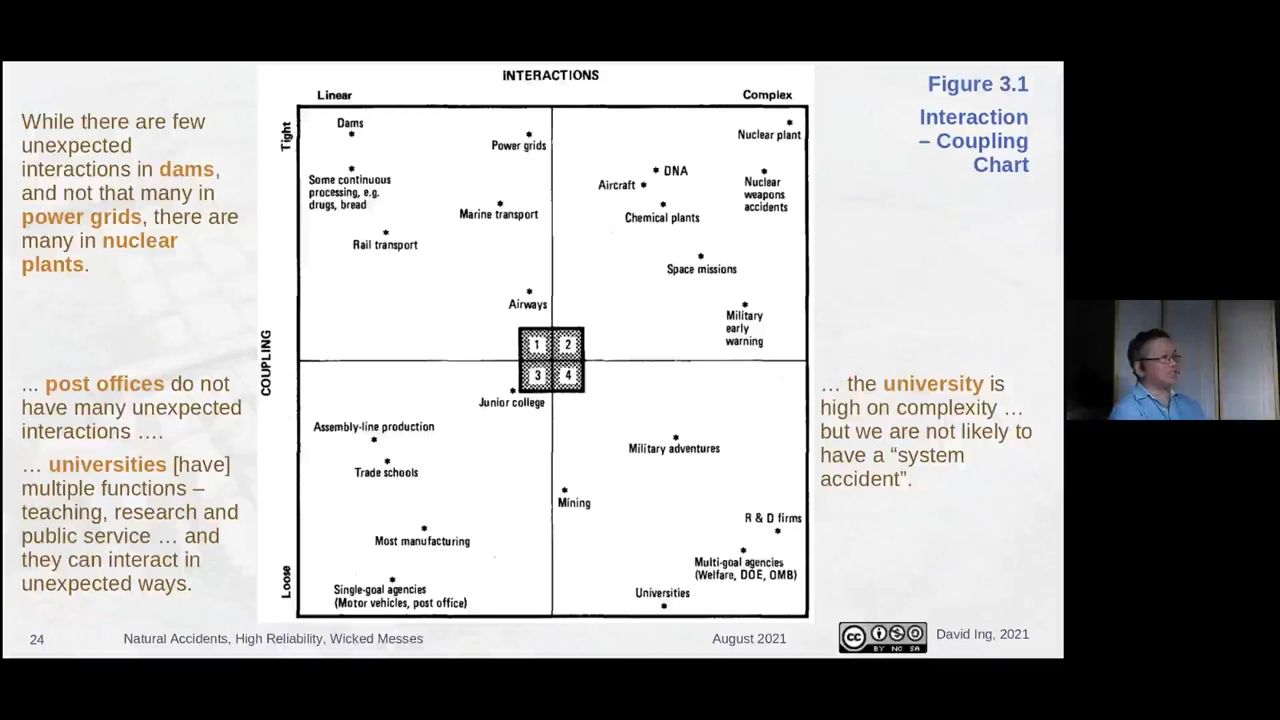 While there are few
unexpected
interactions in dams,
and not that many in
power grids, there are
many in nuclear
plants.
... post offices do not
have many unexpected
interactions ....
... universities [have]
multiple functions –
teaching, research and
public service ... and
they can interact in
unexpected ways.
INTERACTIONS
Linear
Complex
Tight
COUPLING
Loose
Dams
Power grids
Nuclear plant
Some continuous
processing, e.g.
drugs, bread
DNA
Aircraft
Nuclear
weapons
accidents
Marine transport
Chemical plants
Rail transport
Space missions
Airways
Military
early
warning
1
2
3
4
Junior college
Assembly-line production
Military adventures
Trade schools
Mining
R & D firms
Most manufacturing
Multi-goal agencies
(Welfare, DOE, OMB)
Single-goal agencies
(Motor vehicles, post office)
Universities
Figure 3.1
Interaction
– Coupling
Chart
... the university is
high on complexity ...
but we are not likely to
have a “system
accident”.
24
Natural Accidents, High Reliability, Wicked Messes
August 2021
cc
BY NC SA
David Ing, 2021